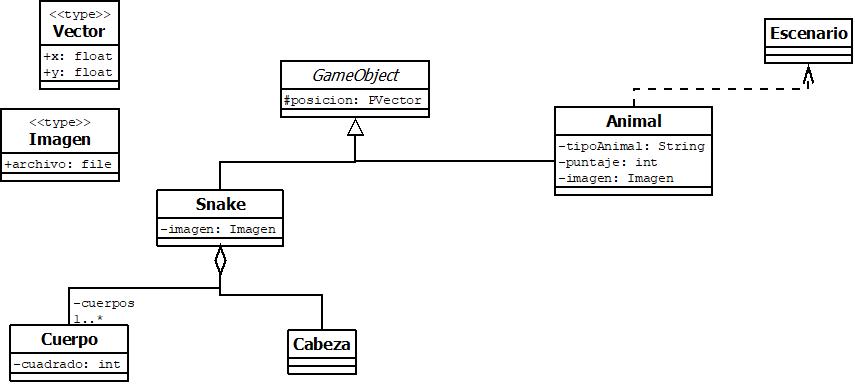 <<type>>
Vector
+x: float
+y: float
<<type>>
Imagen
+archivo: file
GameObject
#posicion: PVector
Escenario
Animal
-tipoAnimal: String
-puntaje: int
-imagen: Imagen
Snake
-imagen: Imagen
-cuerpos
1..*
Cuerpo
-cuadrado: int
Cabeza